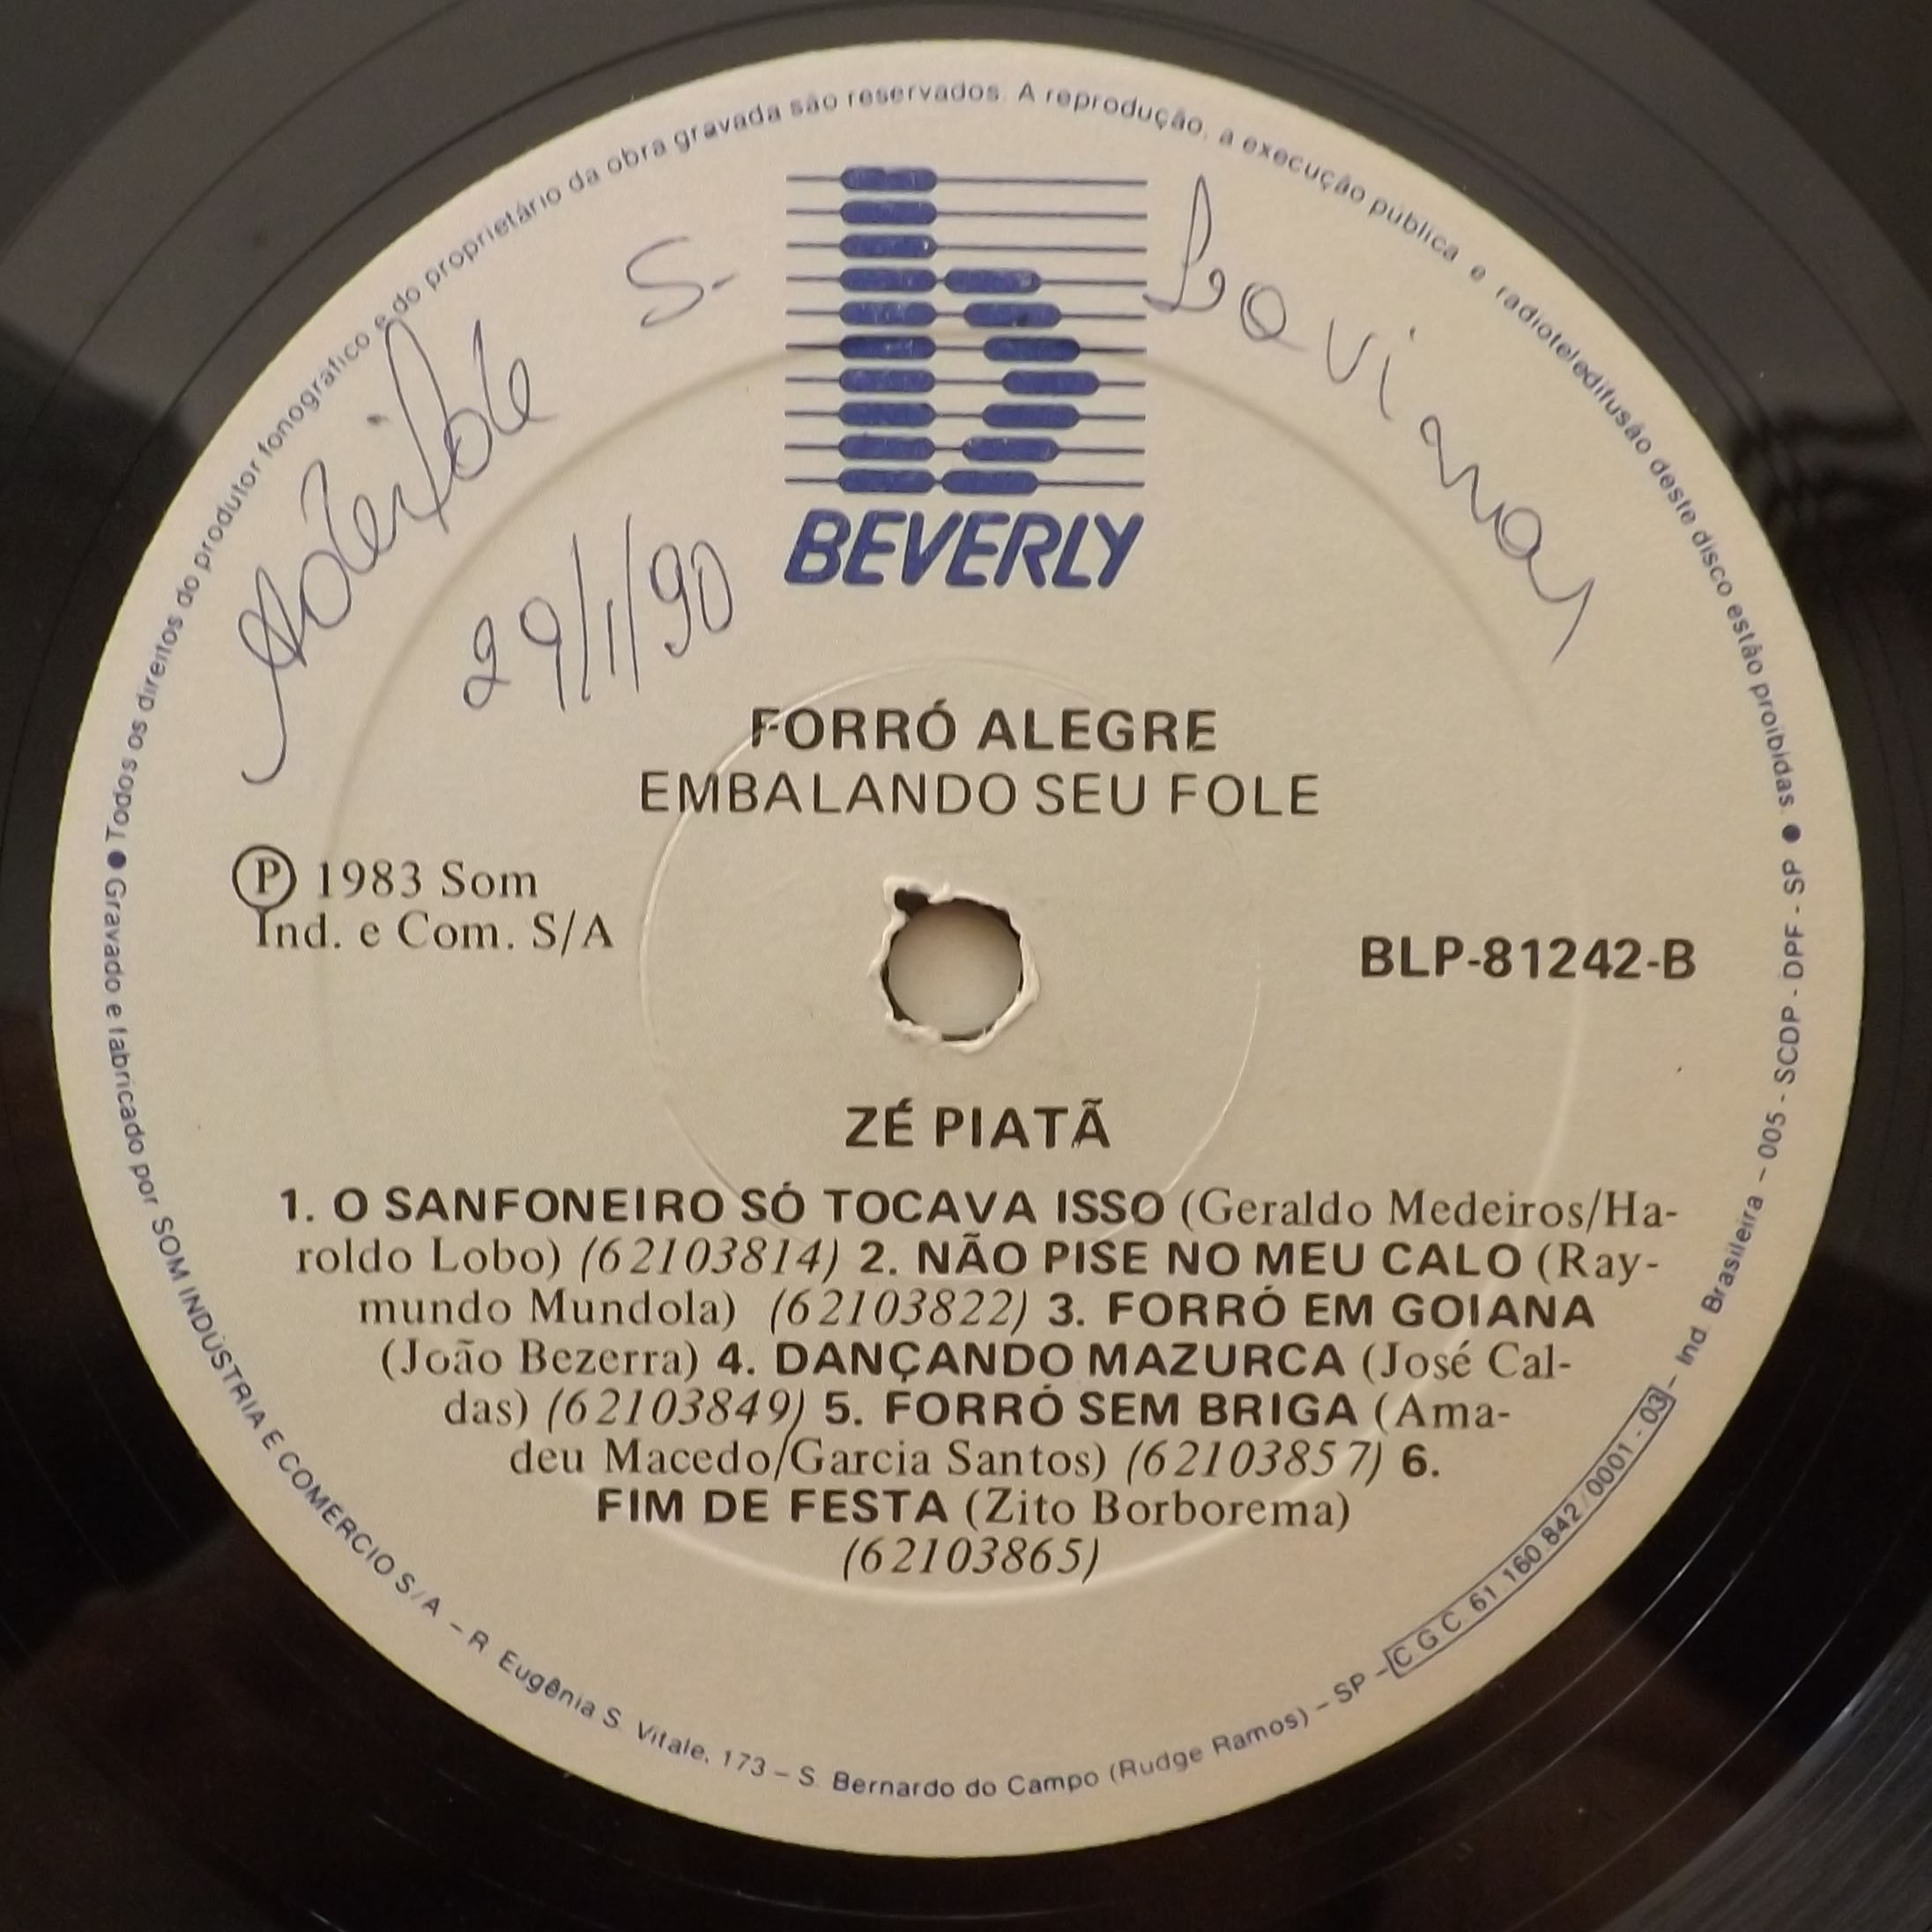 Todos os direitos do produtor fonográfico e do proprietário da obra gravada são reservados. A reprodução, a execução pública e radioteledifusão deste disco estão proibidas.
S.
29/1/90
BEVERLY
FORRÓ ALEGRE
EMBALANDO SEU FOLE
Ⓟ 1983 Som
Ind. e Com. S/A
BLP-81242-B
ZÉ PIATÃ
1. O SANFONEIRO SÓ TOCAVA ISSO (Geraldo Medeiros/Ha-
roldo Lobo) (62103814) 2. NÃO PISE NO MEU CALO (Ray-
mundo Mundola) (62103822) 3. FORRÓ EM GOIANA
(João Bezerra) 4. DANÇANDO MAZURCA (José Cal-
das) (62103849) 5. FORRÓ SEM BRIGA (Ama-
deu Macedo/Garcia Santos) (62103857) 6.
FIM DE FESTA (Zito Borborema)
(62103865)
Gravado e fabricado por SOM INDÚSTRIA E COMÉRCIO S/A – R. Eugênia S. Vitale, 173 – S. Bernardo do Campo (Rudge Ramos) – SP – C G C 61.160.842/0001-03 – Ind. Brasileira – 005 - SCDP - DPF - SP